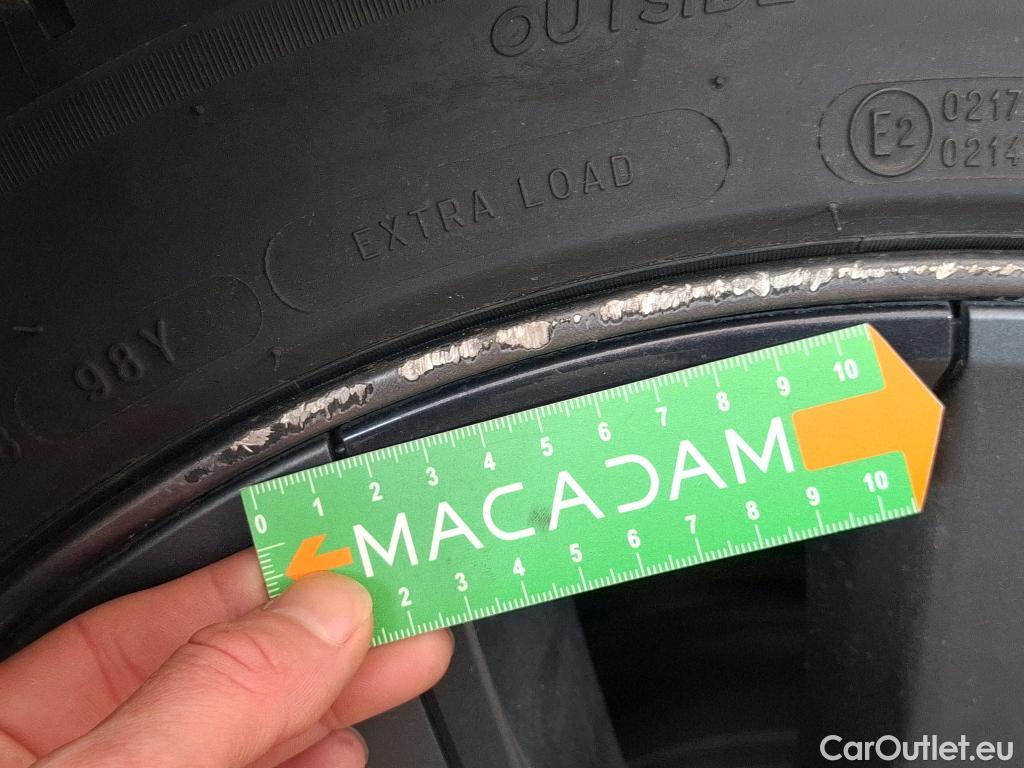 OUTSIDE
E2 0217
0214
EXTRA LOAD
98Y
0 1 2 3 4 5 6 7 8 9 10
MACADAM
2 3 4 5 6 7 8 9 10
CarOutlet.eu